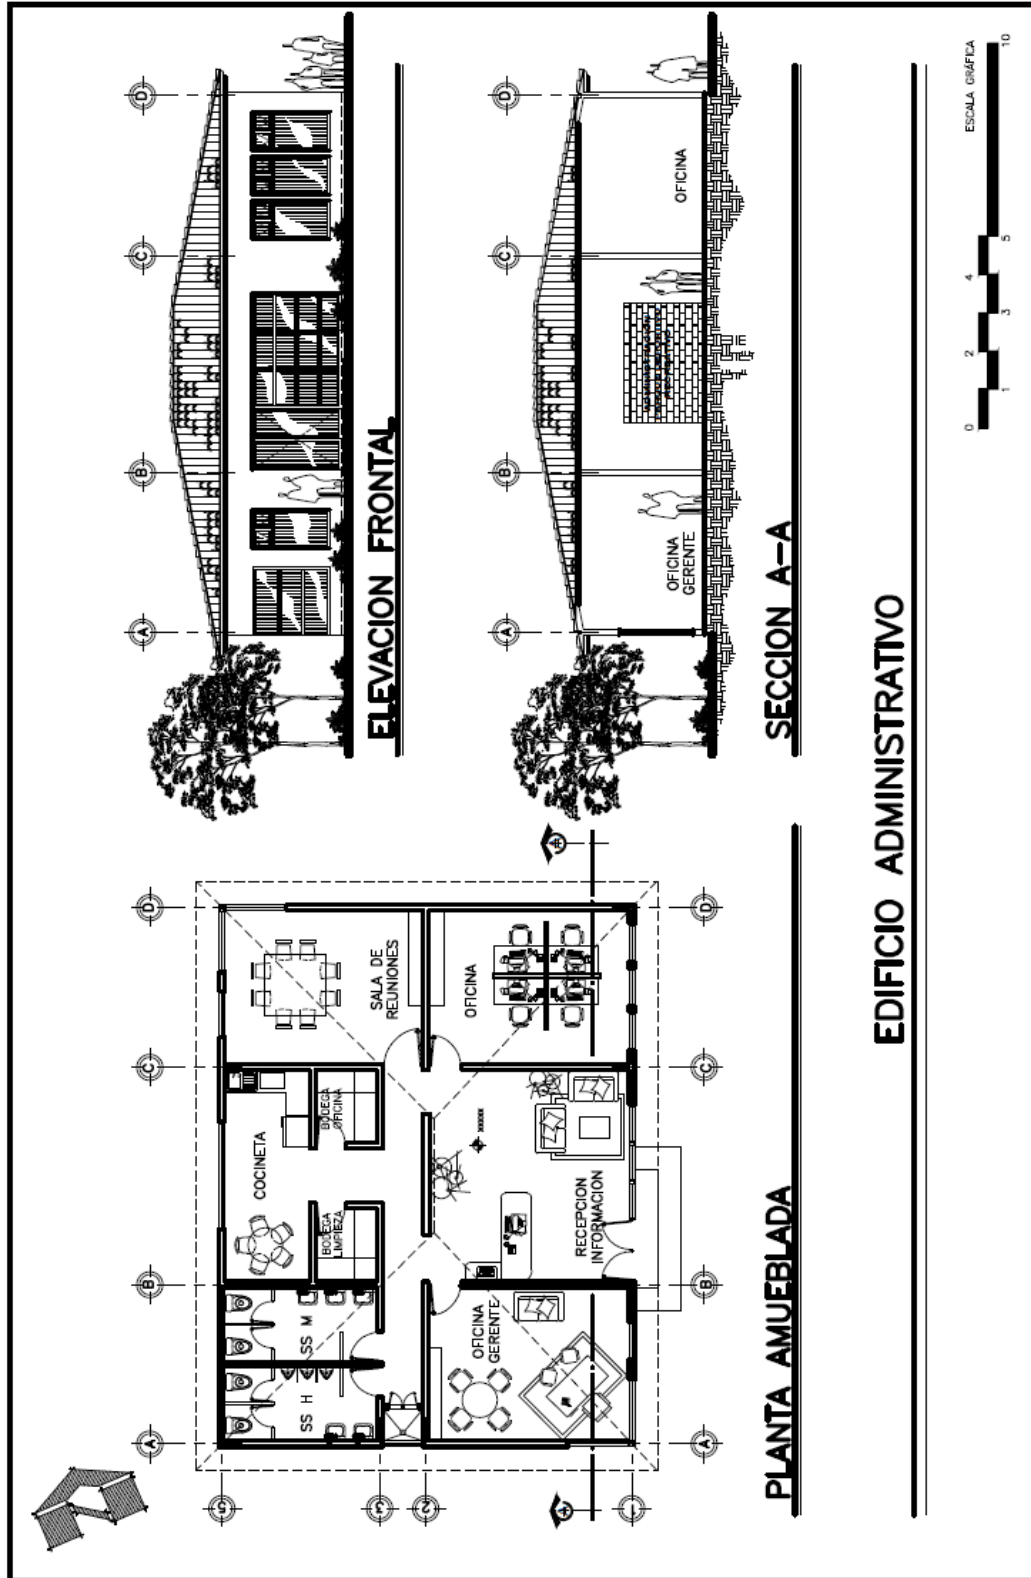 A
B
C
D
5
3
2
1
SS H
SS M
COCINETA
BODEGA
LIMPIEZA
BODEGA
OFICINA
SALA DE
REUNIONES
OFICINA
OFICINA
GERENTE
RECEPCION
INFORMACION
A
B
C
D
PLANTA AMUEBLADA
A
B
C
D
ELEVACION FRONTAL
A
B
C
D
OFICINA
GERENTE
OFICINA
SECCION A-A
EDIFICIO ADMINISTRATIVO
ESCALA GRÁFICA
0
1
2
3
4
5
10